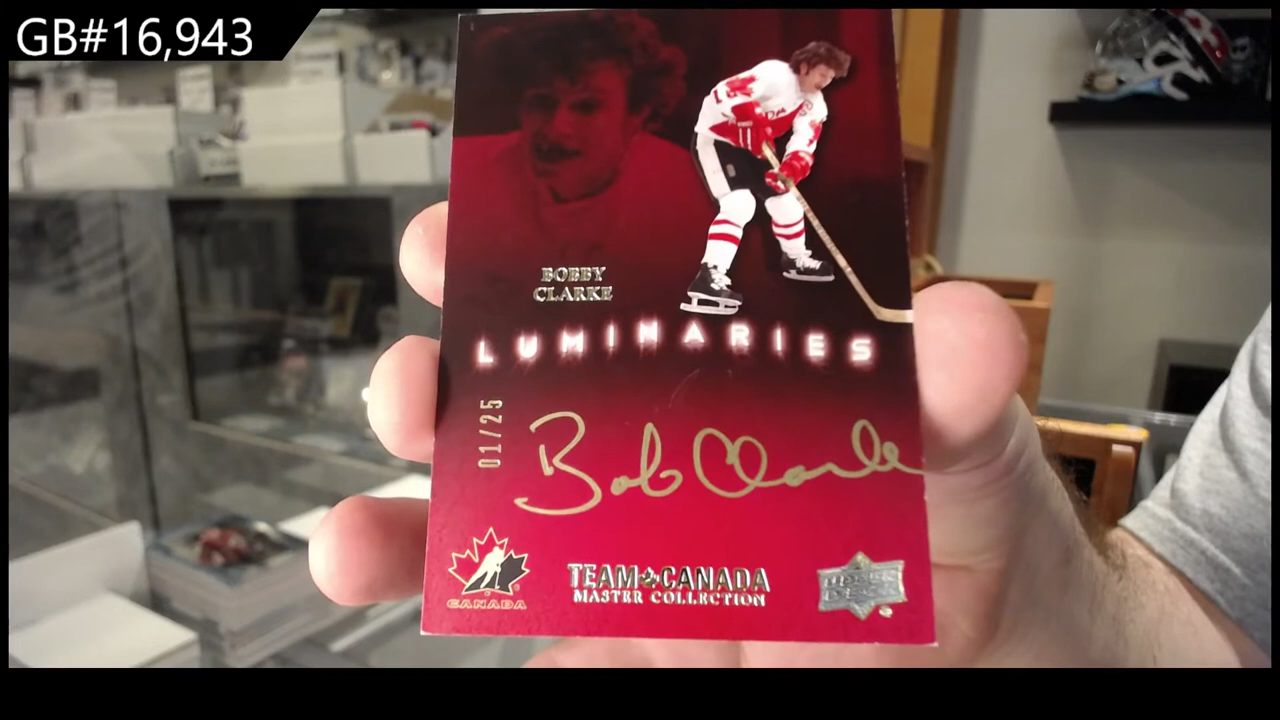 GB#16,943
BOBBY
CLARKE
LUMINARIES
01/25
Bob Clarke
CANADA
TEAM CANADA
MASTER COLLECTION
UPPER
DECK